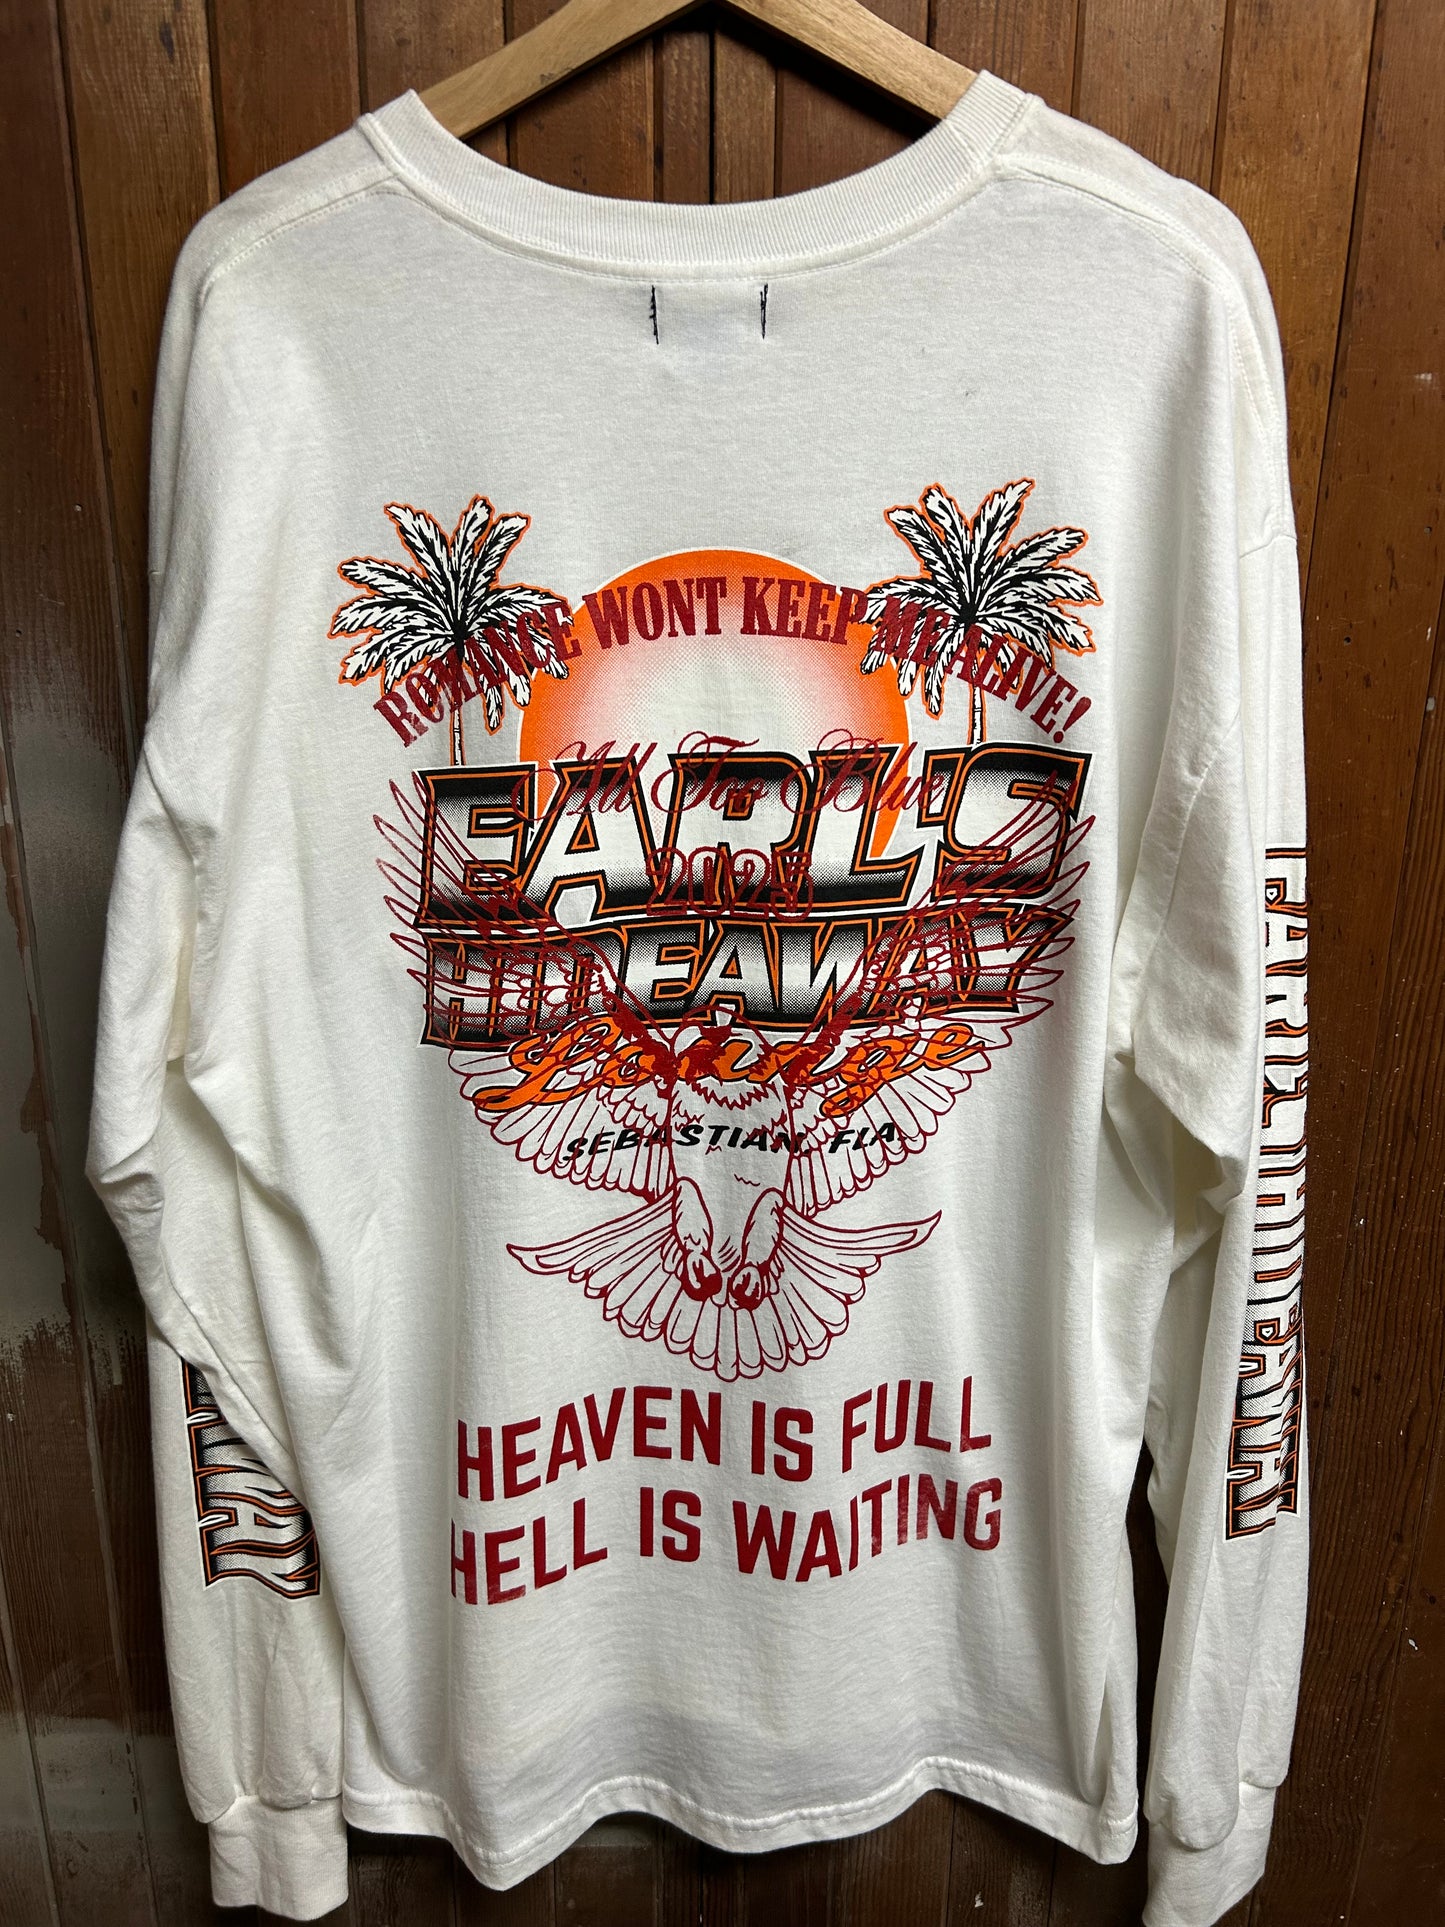 ROMANCE WONT KEEP ME ALIVE!
All Too Blue
EARL'S
2025
HIDEAWAY
Lounge
SEBASTIAN, FLA.
HEAVEN IS FULL
HELL IS WAITING
EARL'S HIDEAWAY
AWAY